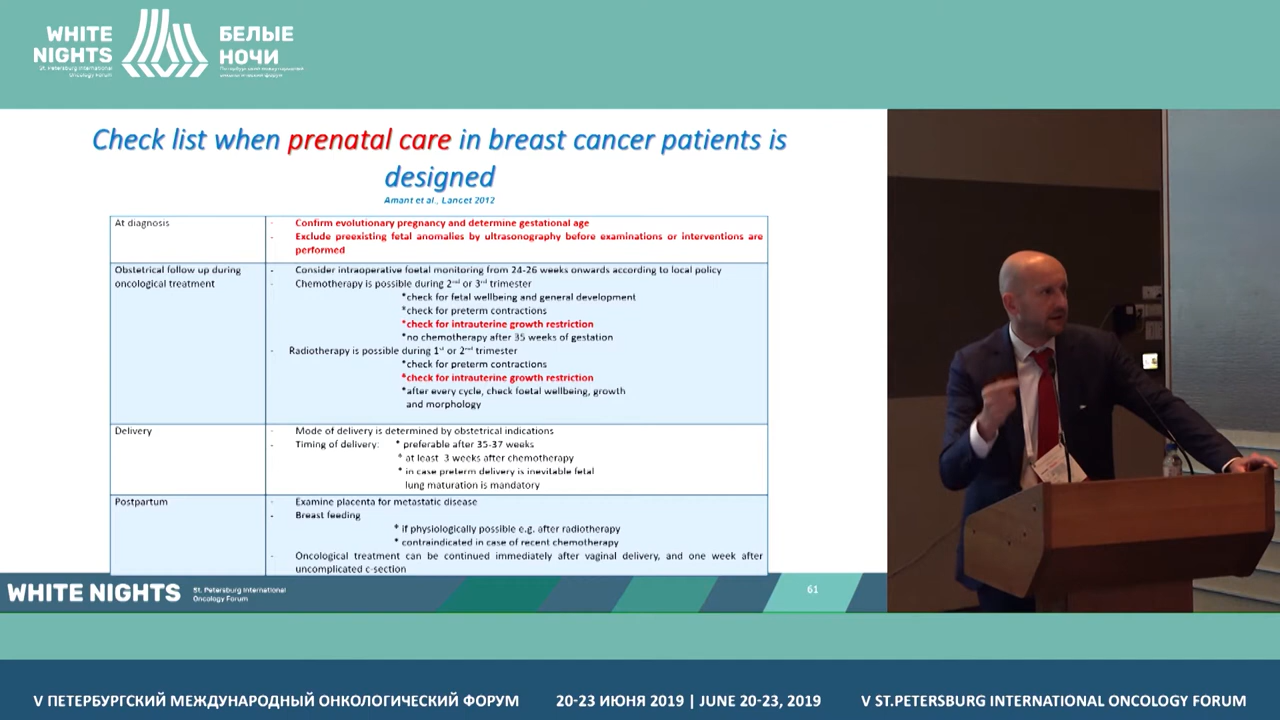 WHITE
NIGHTS
St. Petersburg International
Oncology Forum
БЕЛЫЕ
НОЧИ
Check list when prenatal care in breast cancer patients is
designed
Amant et al., Lancet 2012
At diagnosis
- Confirm evolutionary pregnancy and determine gestational age
- Exclude preexisting fetal anomalies by ultrasonography before examinations or interventions are
performed
Obstetrical follow up during
oncological treatment
- Consider intraoperative foetal monitoring from 24-26 weeks onwards according to local policy
- Chemotherapy is possible during 2nd or 3rd trimester
*check for fetal wellbeing and general development
*check for preterm contractions
*check for intrauterine growth restriction
*no chemotherapy after 35 weeks of gestation
- Radiotherapy is possible during 1st or 2nd trimester
*check for preterm contractions
*check for intrauterine growth restriction
*after every cycle, check foetal wellbeing, growth
and morphology
Delivery
- Mode of delivery is determined by obstetrical indications
- Timing of delivery: * preferable after 35-37 weeks
* at least 3 weeks after chemotherapy
* in case preterm delivery is inevitable fetal
lung maturation is mandatory
Postpartum
- Examine placenta for metastatic disease
- Breast feeding
* if physiologically possible e.g. after radiotherapy
* contraindicated in case of recent chemotherapy
- Oncological treatment can be continued immediately after vaginal delivery, and one week after
uncomplicated c-section
WHITE NIGHTS
St. Petersburg International
Oncology Forum
61
V ПЕТЕРБУРГСКИЙ МЕЖДУНАРОДНЫЙ ОНКОЛОГИЧЕСКИЙ ФОРУМ 20-23 ИЮНЯ 2019 | JUNE 20-23, 2019 V ST.PETERSBURG INTERNATIONAL ONCOLOGY FORUM